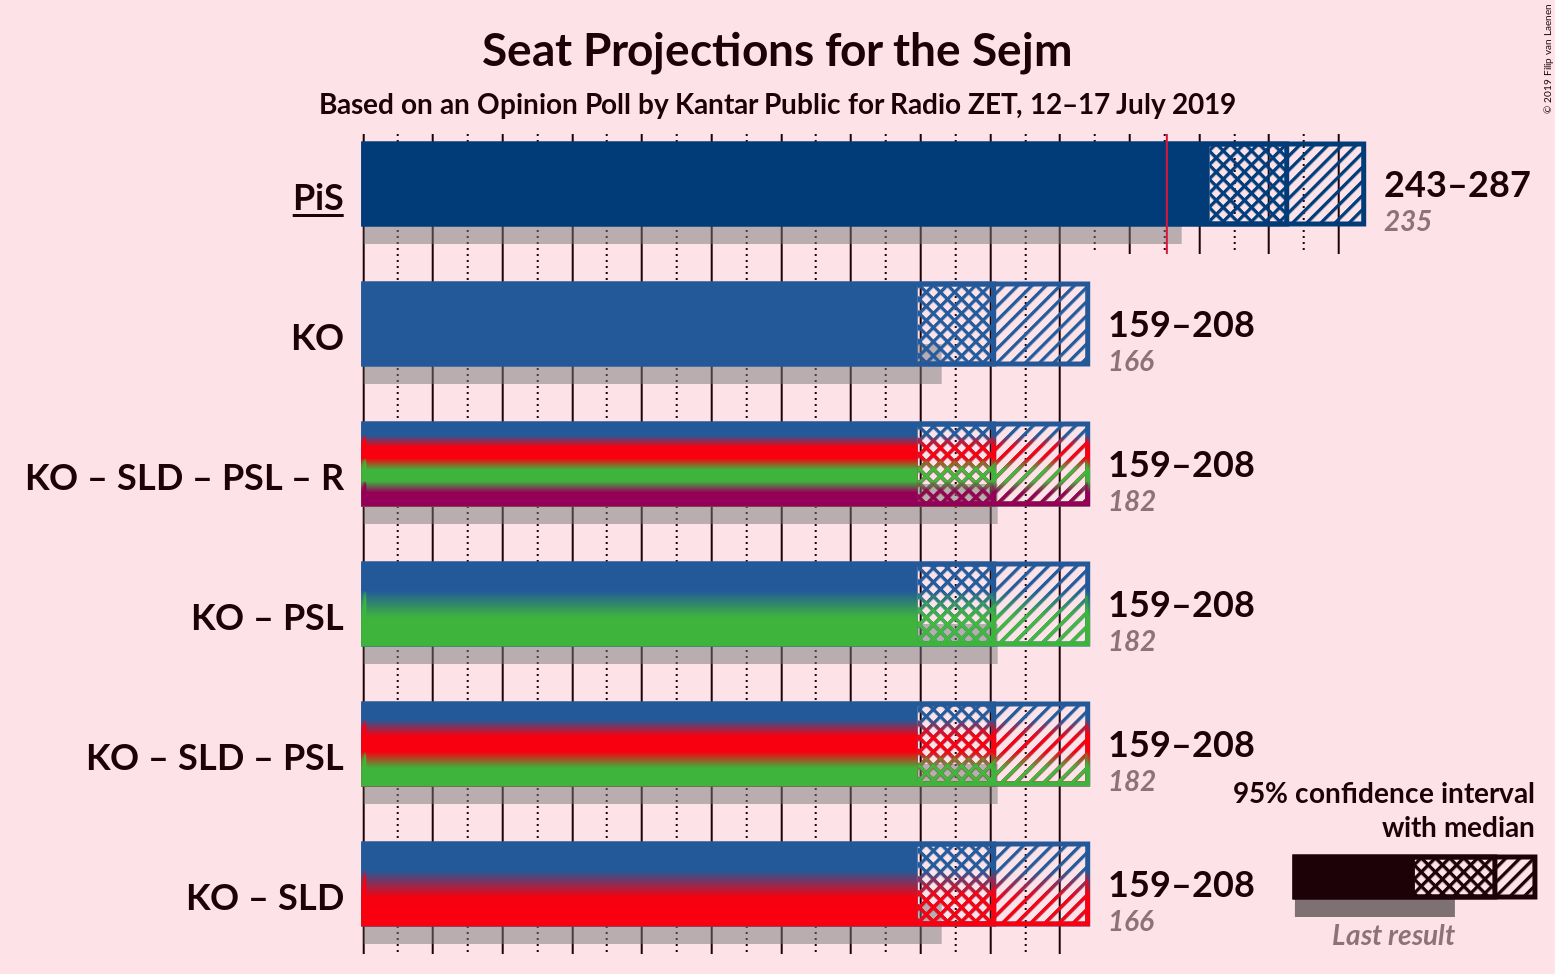 Seat Projections for the Sejm
Based on an Opinion Poll by Kantar Public for Radio ZET, 12–17 July 2019
© 2019 Filip van Laenen
PiS
243–287
235
KO
159–208
166
KO – SLD – PSL – R
159–208
182
KO – PSL
159–208
182
KO – SLD – PSL
159–208
182
KO – SLD
159–208
166
95% confidence interval
with median
Last result